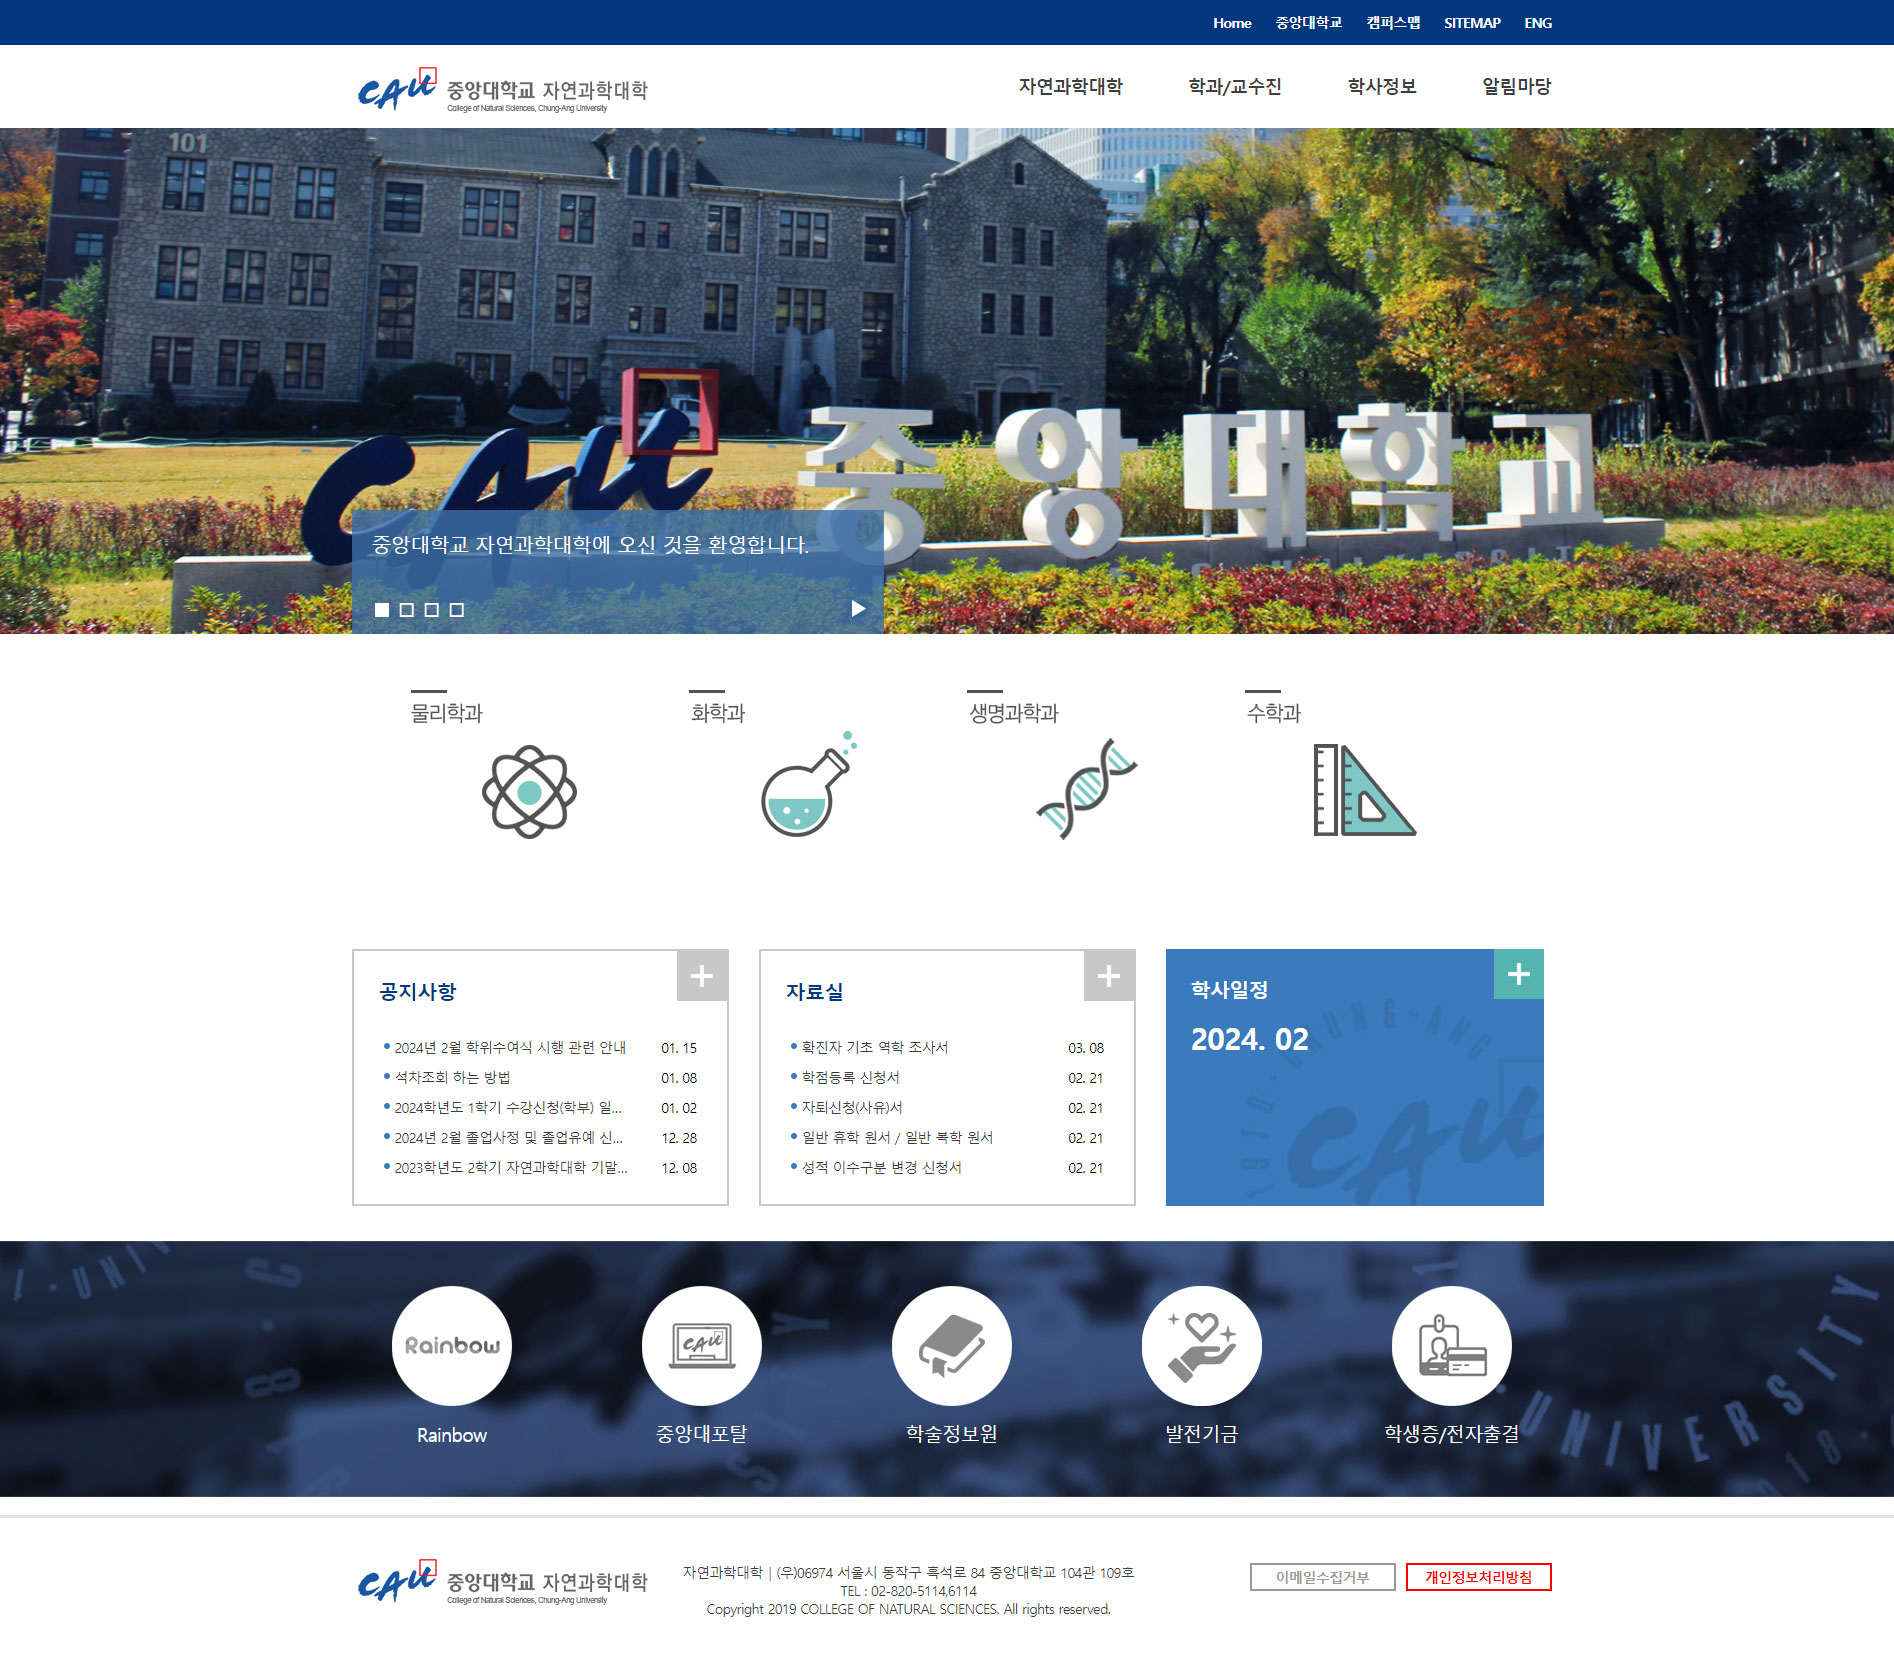 Home 중앙대학교 캠퍼스맵 SITEMAP ENG
CAU 중앙대학교 자연과학대학
College of Natural Sciences, Chung-Ang University
자연과학대학 학과/교수진 학사정보 알림마당
101
CAU 중앙대학교
중앙대학교 자연과학대학에 오신 것을 환영합니다.
물리학과 화학과 생명과학과 수학과
공지사항
2024년 2월 학위수여식 시행 관련 안내 01. 15
석차조회 하는 방법 01. 08
2024학년도 1학기 수강신청(학부) 일... 01. 02
2024년 2월 졸업사정 및 졸업유예 신... 12. 28
2023학년도 2학기 자연과학대학 기말... 12. 08
자료실
확진자 기초 역학 조사서 03. 08
학점등록 신청서 02. 21
자퇴신청(사유)서 02. 21
일반 휴학 원서 / 일반 복학 원서 02. 21
성적 이수구분 변경 신청서 02. 21
학사일정
2024. 02
1918 · CHUNG-ANG
CAU
Rainbow
CAU
Rainbow 중앙대포탈 학술정보원 발전기금 학생증/전자출결
· UNIVERSITY
CAU 중앙대학교 자연과학대학
College of Natural Sciences, Chung-Ang University
자연과학대학 | (우)06974 서울시 동작구 흑석로 84 중앙대학교 104관 109호
TEL : 02-820-5114,6114
Copyright 2019 COLLEGE OF NATURAL SCIENCES. All rights reserved.
이메일수집거부 개인정보처리방침